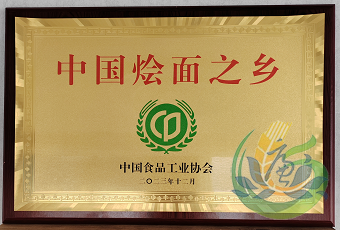 中国烩面之乡
中国食品工业协会
二〇二三年十二月